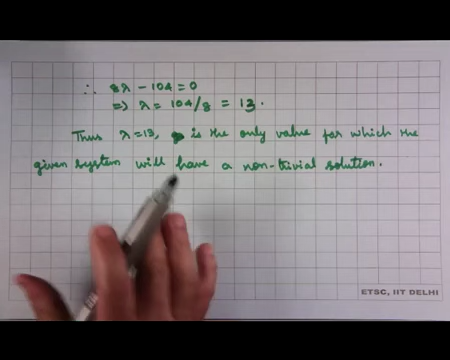 ∴ 8λ - 104 = 0
=> λ = 104/8 = 13.
Thus λ=13, is the only value for which the
given system will have a non-trivial solution.
ETSC, IIT DELHI